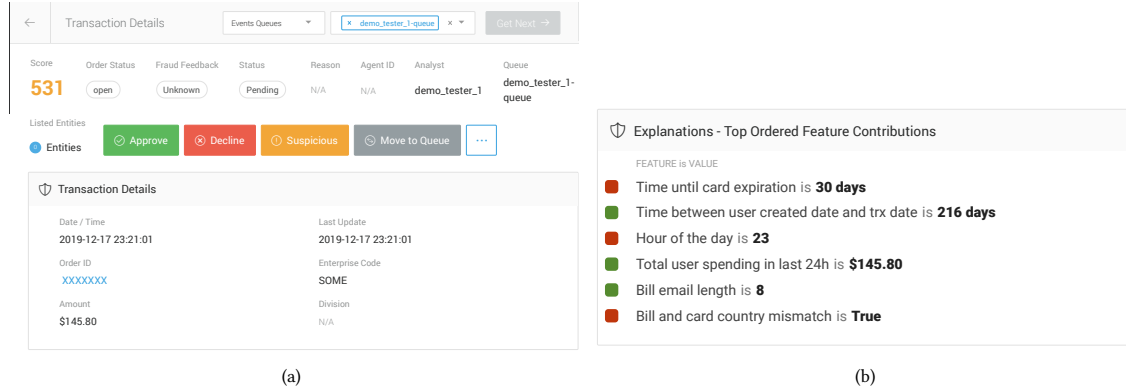 Transaction Details
Events Queues
× demo_tester_1-queue ×
Get Next →
Score Order Status Fraud Feedback Status Reason Agent ID Analyst Queue
531 open Unknown Pending N/A N/A demo_tester_1 demo_tester_1-
queue
Listed Entities
0 Entities
Approve
Decline
Suspicious
Move to Queue
...
Transaction Details
Date / Time Last Update
2019-12-17 23:21:01 2019-12-17 23:21:01
Order ID Enterprise Code
XXXXXXX SOME
Amount Division
$145.80 N/A
(a)
Explanations - Top Ordered Feature Contributions
FEATURE is VALUE
Time until card expiration is 30 days
Time between user created date and trx date is 216 days
Hour of the day is 23
Total user spending in last 24h is $145.80
Bill email length is 8
Bill and card country mismatch is True
(b)